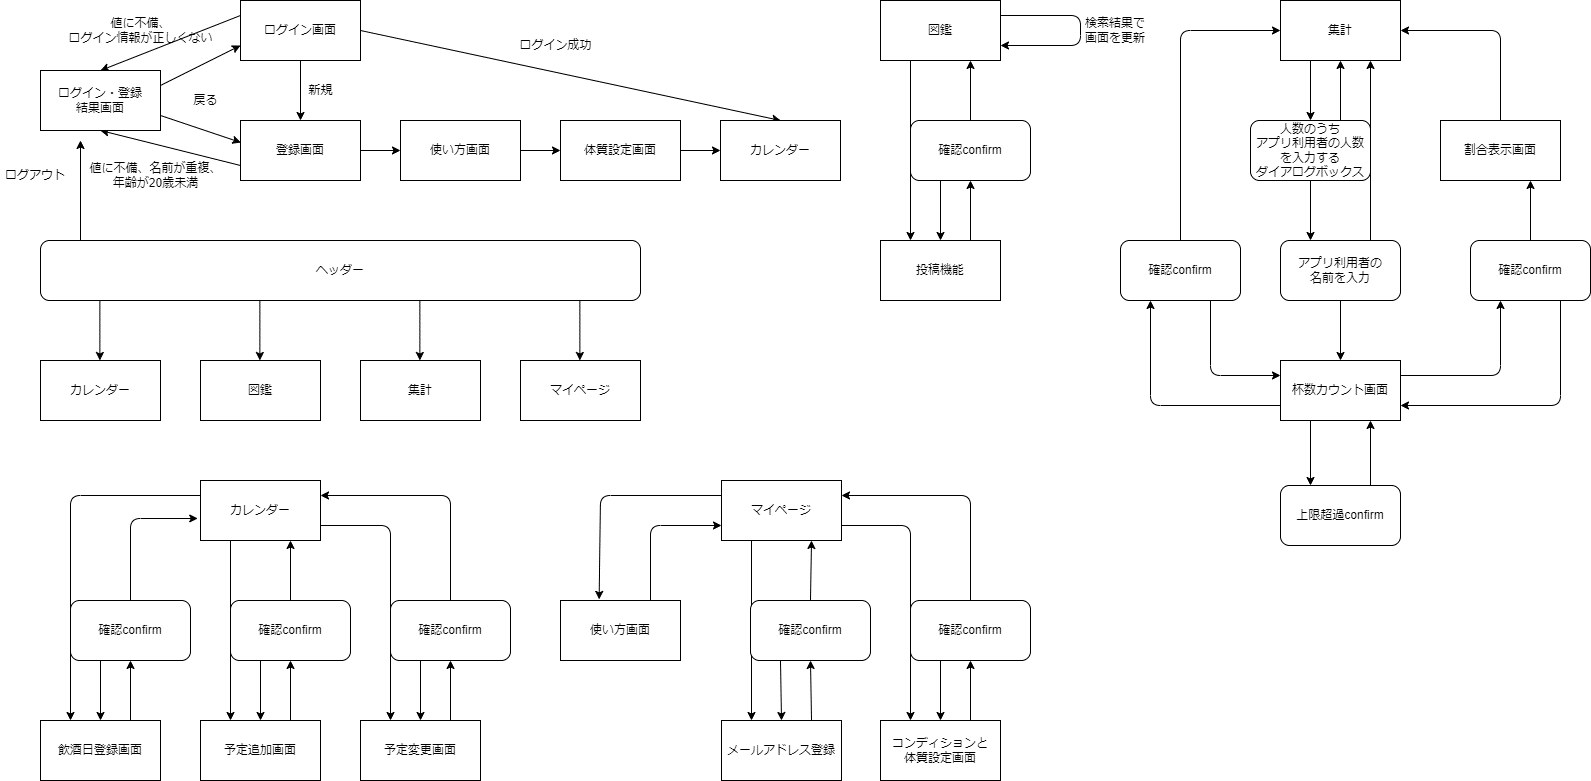 値に不備、
ログイン情報が正しくない
ログイン画面
ログイン成功
ログイン・登録
結果画面
戻る
新規
登録画面
使い方画面
体質設定画面
カレンダー
ログアウト
値に不備、名前が重複、
年齢が20歳未満
ヘッダー
カレンダー
図鑑
集計
マイページ
図鑑
検索結果で
画面を更新
確認confirm
投稿機能
集計
人数のうち
アプリ利用者の人数
を入力する
ダイアログボックス
割合表示画面
確認confirm
アプリ利用者の
名前を入力
確認confirm
杯数カウント画面
上限超過confirm
カレンダー
確認confirm
確認confirm
確認confirm
飲酒日登録画面
予定追加画面
予定変更画面
マイページ
使い方画面
確認confirm
確認confirm
メールアドレス登録
コンディションと
体質設定画面